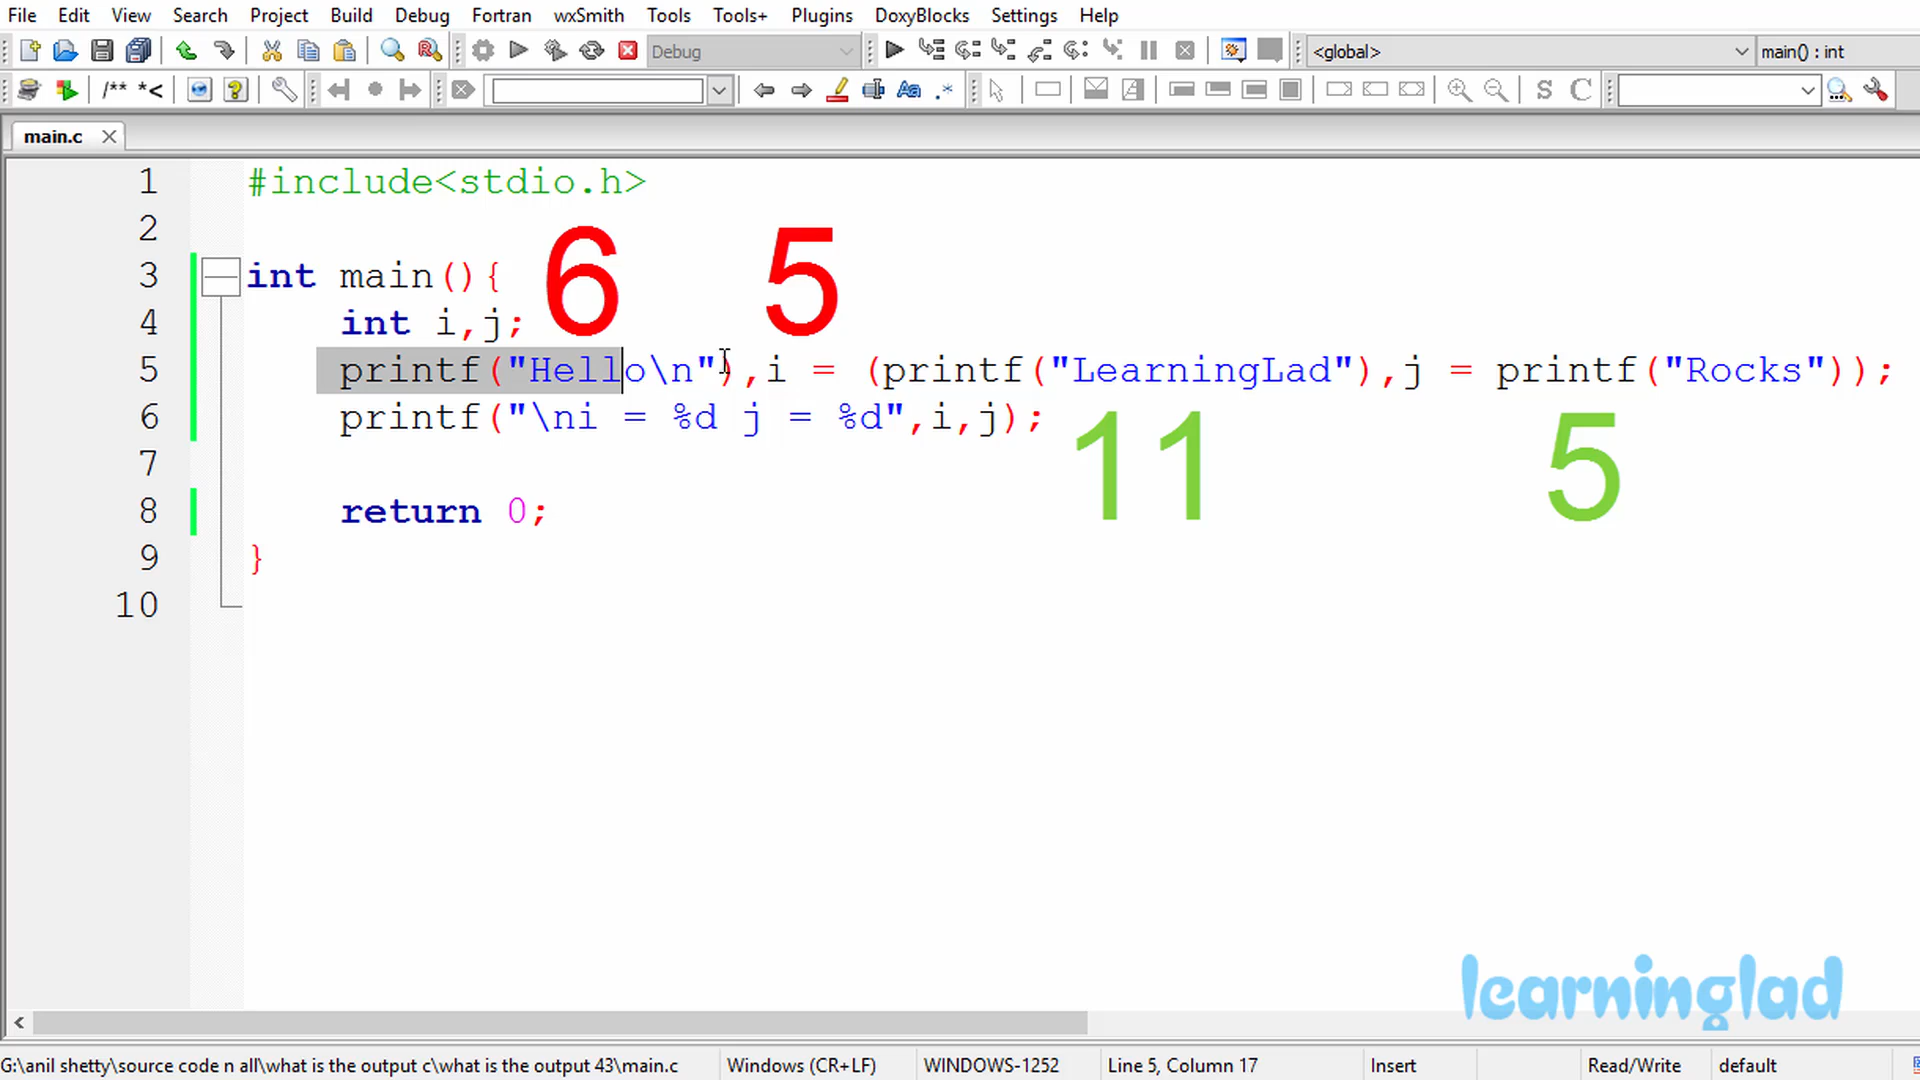 File Edit View Search Project Build Debug Fortran wxSmith Tools Tools+ Plugins DoxyBlocks Settings Help
Debug <global> main() : int
/** *< Aa .* S C
main.c
1 #include<stdio.h>
2
6 5
3 int main(){
4 int i,j;
5 printf("Hello\n"),i = (printf("LearningLad"),j = printf("Rocks"));
6 printf("\ni = %d j = %d",i,j);
11 5
7
8 return 0;
9 }
10
learninglad
G:\anil shetty\source code n all\what is the output c\what is the output 43\main.c Windows (CR+LF) WINDOWS-1252 Line 5, Column 17 Insert Read/Write default